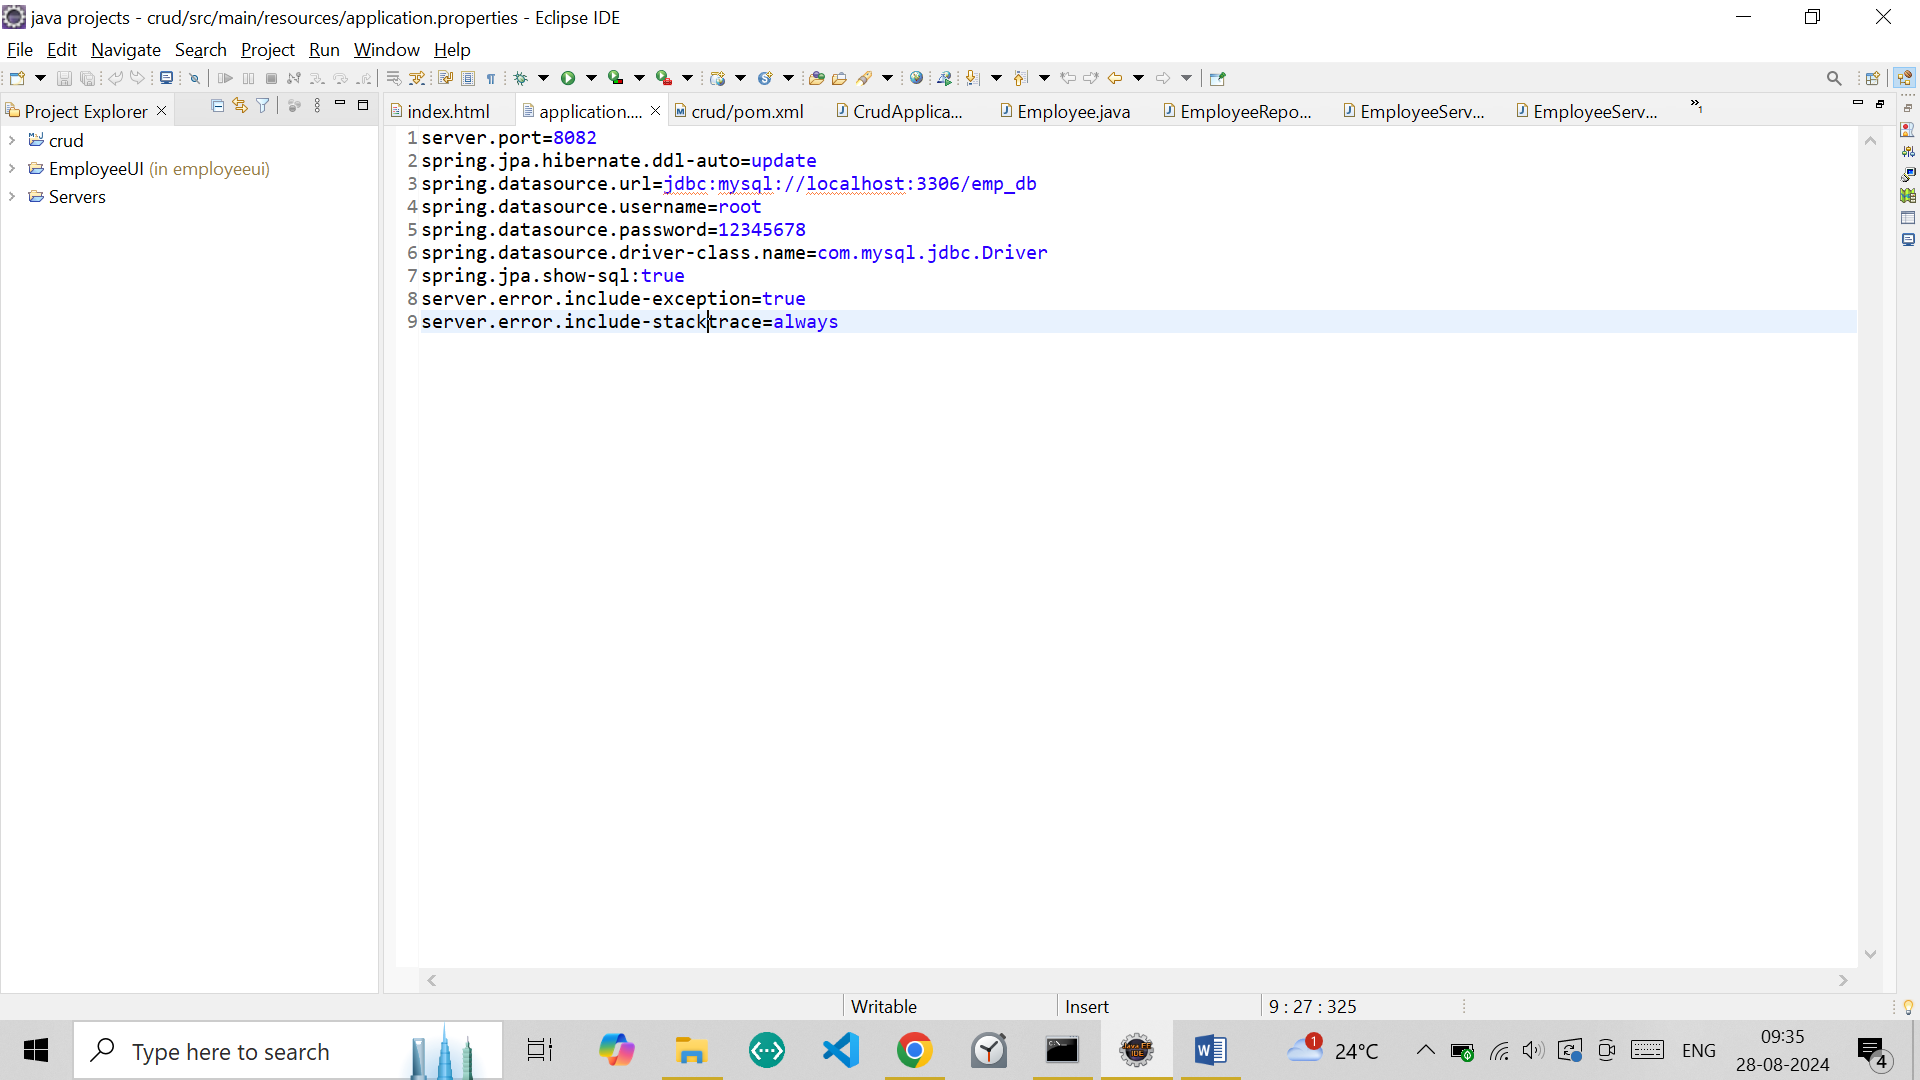 java projects - crud/src/main/resources/application.properties - Eclipse IDE
File Edit Navigate Search Project Run Window Help
Project Explorer
index.html application.... crud/pom.xml CrudApplica... Employee.java EmployeeRepo... EmployeeServ... EmployeeServ... »1
crud
EmployeeUI (in employeeui)
Servers
1 server.port=8082
2 spring.jpa.hibernate.ddl-auto=update
3 spring.datasource.url=jdbc:mysql://localhost:3306/emp_db
4 spring.datasource.username=root
5 spring.datasource.password=12345678
6 spring.datasource.driver-class.name=com.mysql.jdbc.Driver
7 spring.jpa.show-sql:true
8 server.error.include-exception=true
9 server.error.include-stacktrace=always
Writable Insert 9 : 27 : 325
Type here to search
1 24°C ENG
09:35
28-08-2024
4